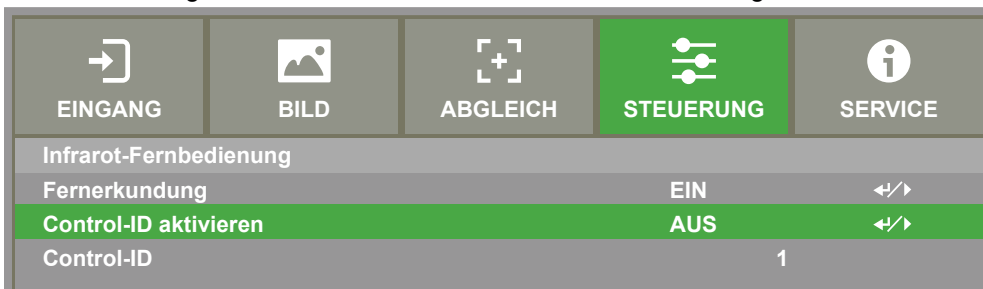 EINGANG BILD ABGLEICH STEUERUNG SERVICE
Infrarot-Fernbedienung
Fernerkundung EIN
Control-ID aktivieren AUS
Control-ID 1